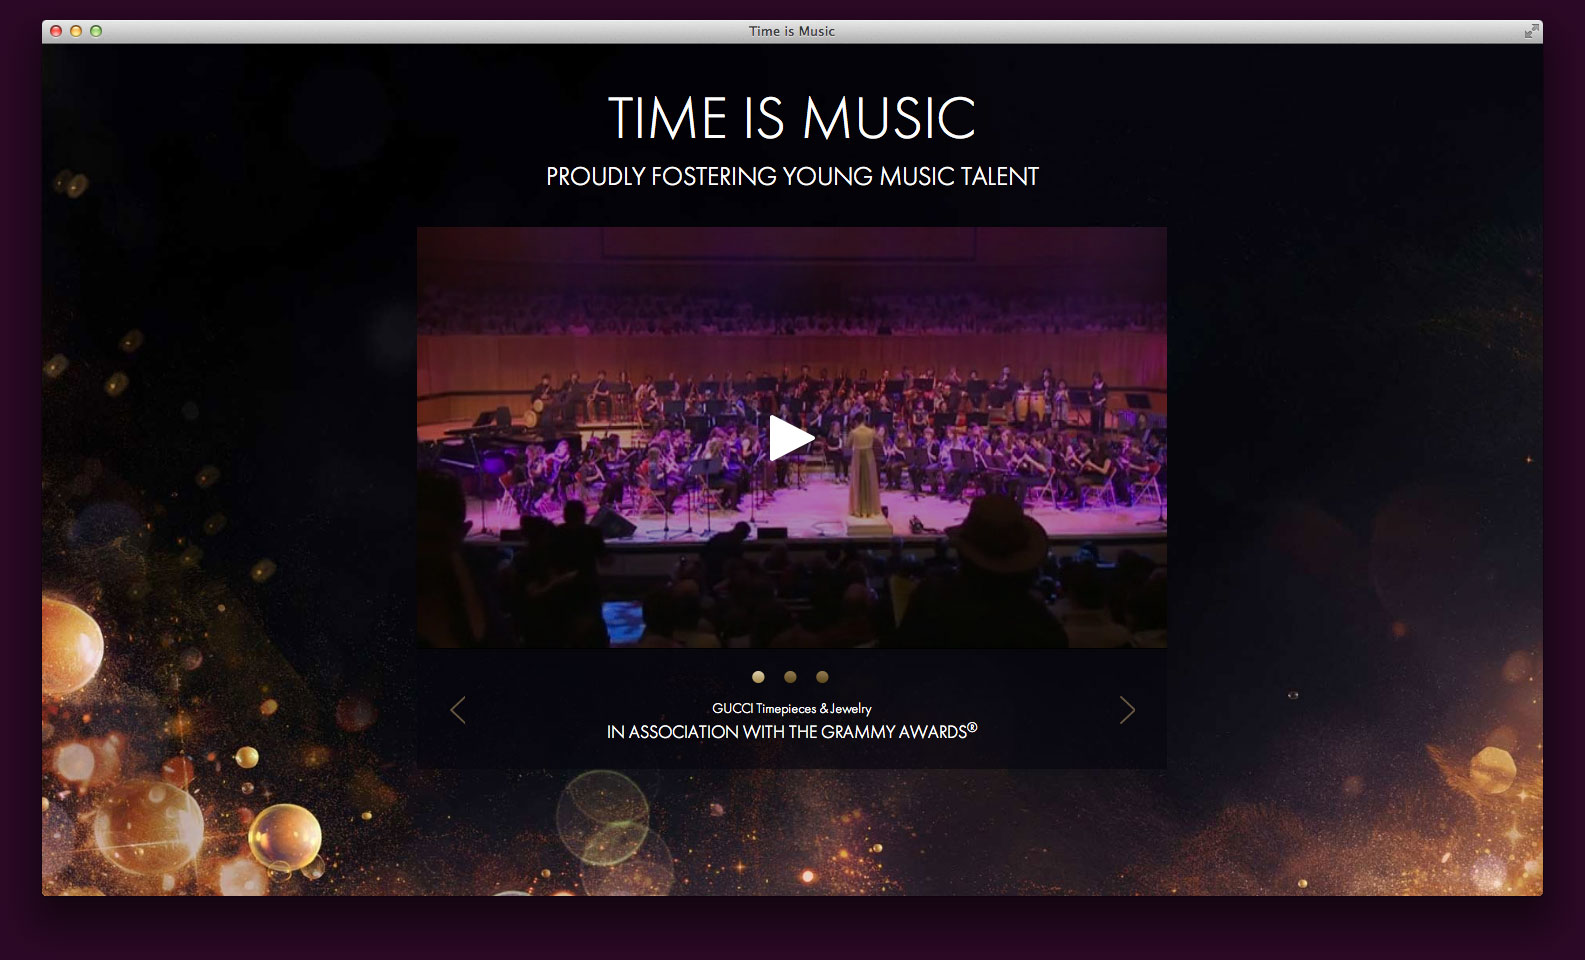 Time is Music
TIME IS MUSIC
PROUDLY FOSTERING YOUNG MUSIC TALENT
GUCCI Timepieces & Jewelry
IN ASSOCIATION WITH THE GRAMMY AWARDS®